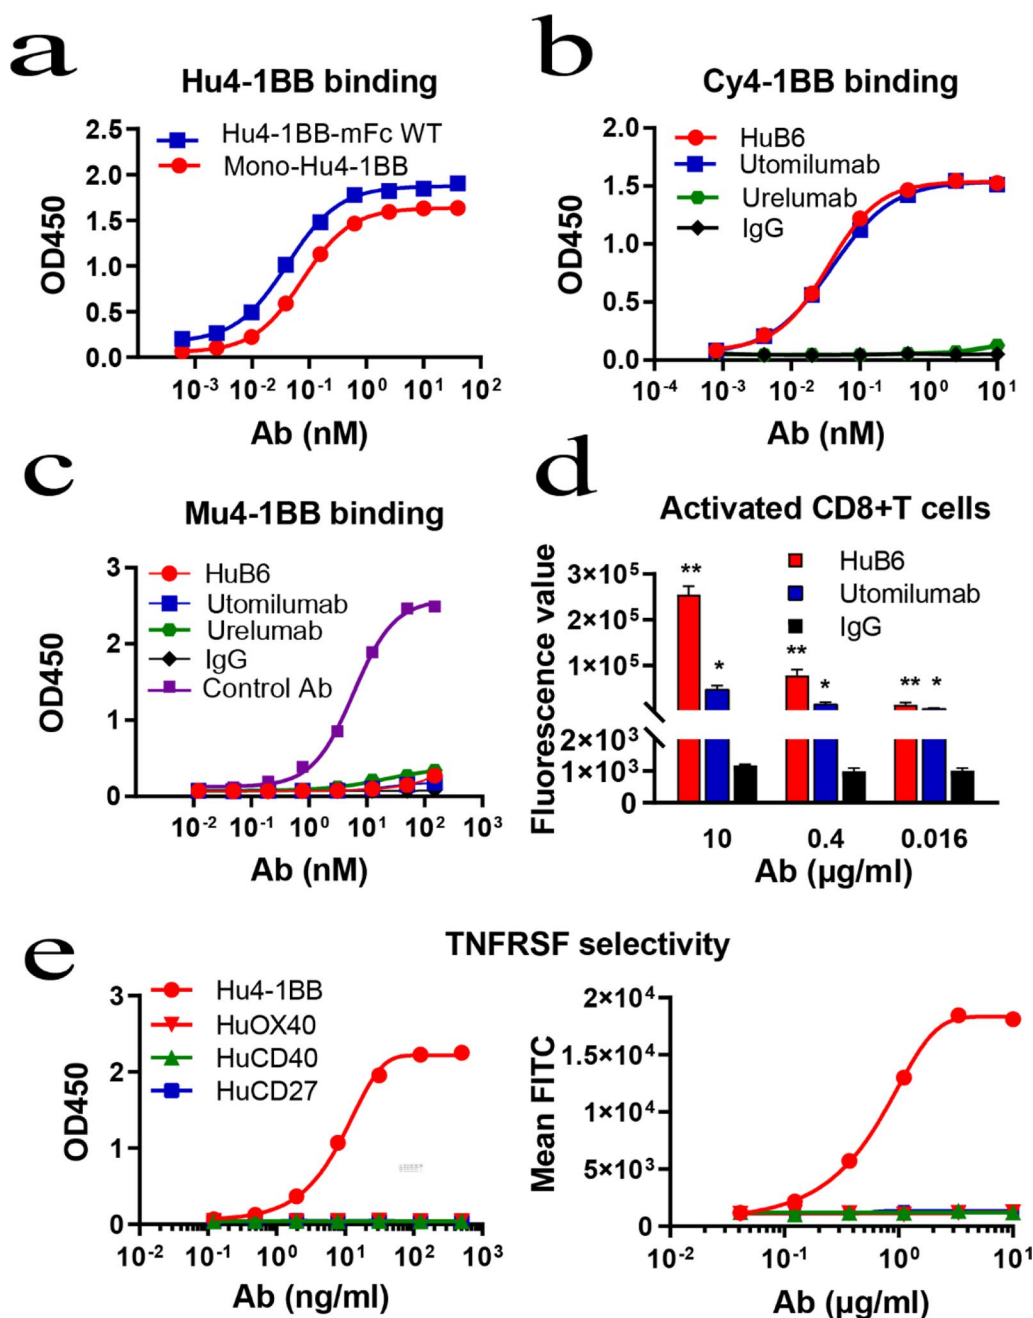 a
Hu4-1BB binding
2.5
2.0
1.5
1.0
0.5
0.0
OD450
Hu4-1BB-mFc WT
Mono-Hu4-1BB
10⁻³ 10⁻² 10⁻¹ 10⁰ 10¹ 10²
Ab (nM)
b
Cy4-1BB binding
2.0
1.5
1.0
0.5
0.0
OD450
HuB6
Utomilumab
Urelumab
IgG
10⁻⁴ 10⁻³ 10⁻² 10⁻¹ 10⁰ 10¹
Ab (nM)
c
Mu4-1BB binding
3
2
1
0
OD450
HuB6
Utomilumab
Urelumab
IgG
Control Ab
10⁻² 10⁻¹ 10⁰ 10¹ 10² 10³
Ab (nM)
d
Activated CD8+T cells
Fluorescence value
3×10⁵
2×10⁵
1×10⁵
2×10³
1×10³
0
HuB6
Utomilumab
IgG
** * ** * ** *
10 0.4 0.016
Ab (µg/ml)
e
TNFRSF selectivity
3
2
1
0
OD450
Hu4-1BB
HuOX40
HuCD40
HuCD27
10⁻² 10⁻¹ 10⁰ 10¹ 10² 10³
Ab (ng/ml)
2×10⁴
1.5×10⁴
1×10⁴
5×10³
0
Mean FITC
10⁻² 10⁻¹ 10⁰ 10¹
Ab (µg/ml)